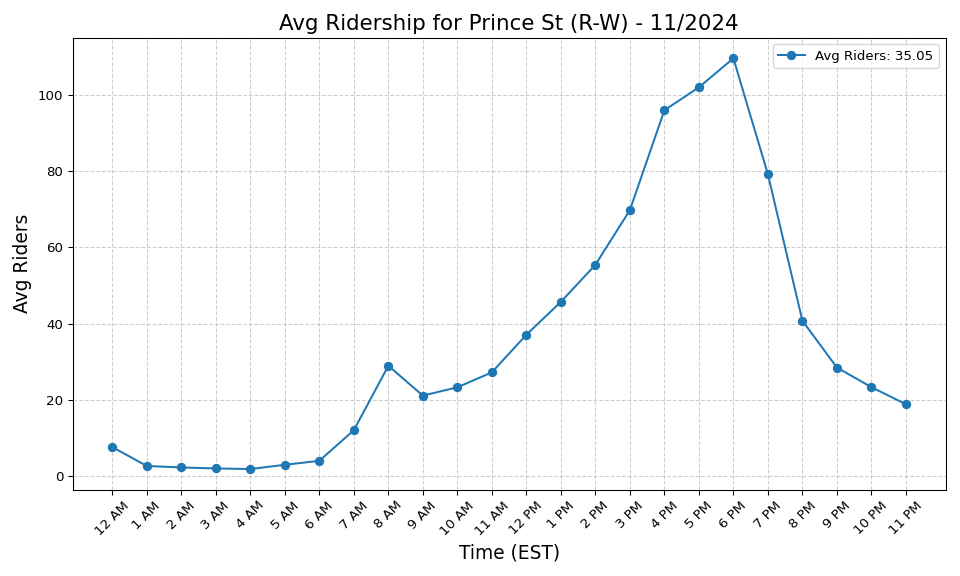 Avg Ridership for Prince St (R-W) - 11/2024
Avg Riders: 35.05
Avg Riders
100
80
60
40
20
0
12 AM
1 AM
2 AM
3 AM
4 AM
5 AM
6 AM
7 AM
8 AM
9 AM
10 AM
11 AM
12 PM
1 PM
2 PM
3 PM
4 PM
5 PM
6 PM
7 PM
8 PM
9 PM
10 PM
11 PM
Time (EST)